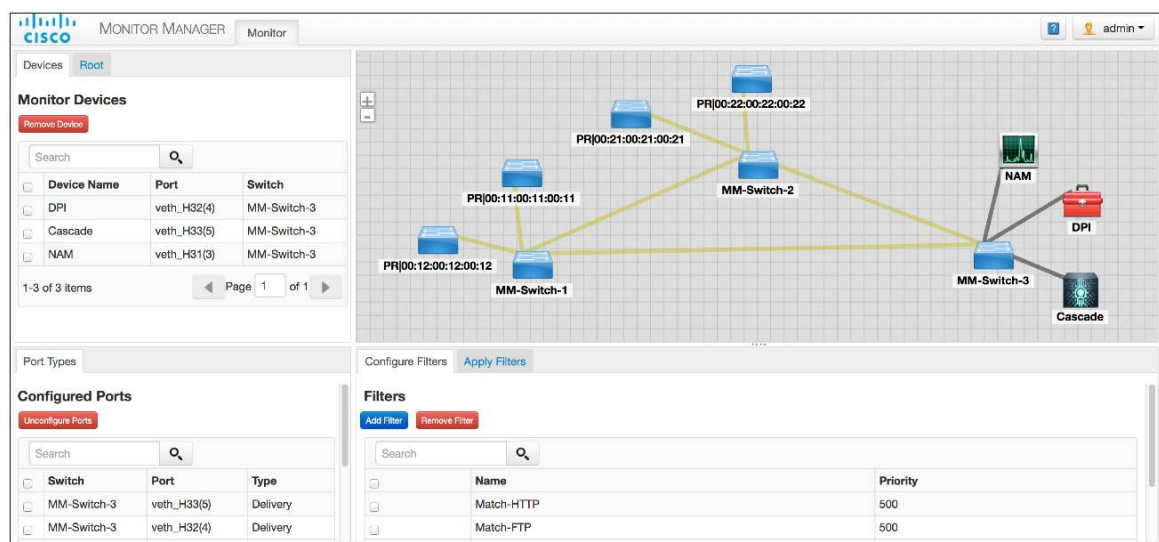 CISCO MONITOR MANAGER Monitor admin
Devices Root
Monitor Devices
Remove Device
Search
Device Name Port Switch
DPI veth_H32(4) MM-Switch-3
Cascade veth_H33(5) MM-Switch-3
NAM veth_H31(3) MM-Switch-3
1-3 of 3 items Page 1 of 1
PR|00:22:00:22:00:22
PR|00:21:00:21:00:21
MM-Switch-2
NAM
PR|00:11:00:11:00:11
DPI
PR|00:12:00:12:00:12
MM-Switch-1
MM-Switch-3
Cascade
Port Types
Configured Ports
Unconfigure Ports
Search
Switch Port Type
MM-Switch-3 veth_H33(5) Delivery
MM-Switch-3 veth_H32(4) Delivery
Configure Filters Apply Filters
Filters
Add Filter Remove Filter
Search
Name Priority
Match-HTTP 500
Match-FTP 500